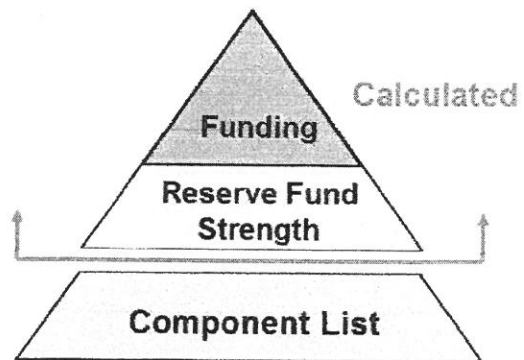 Calculated
Funding
Reserve Fund
Strength
Component List